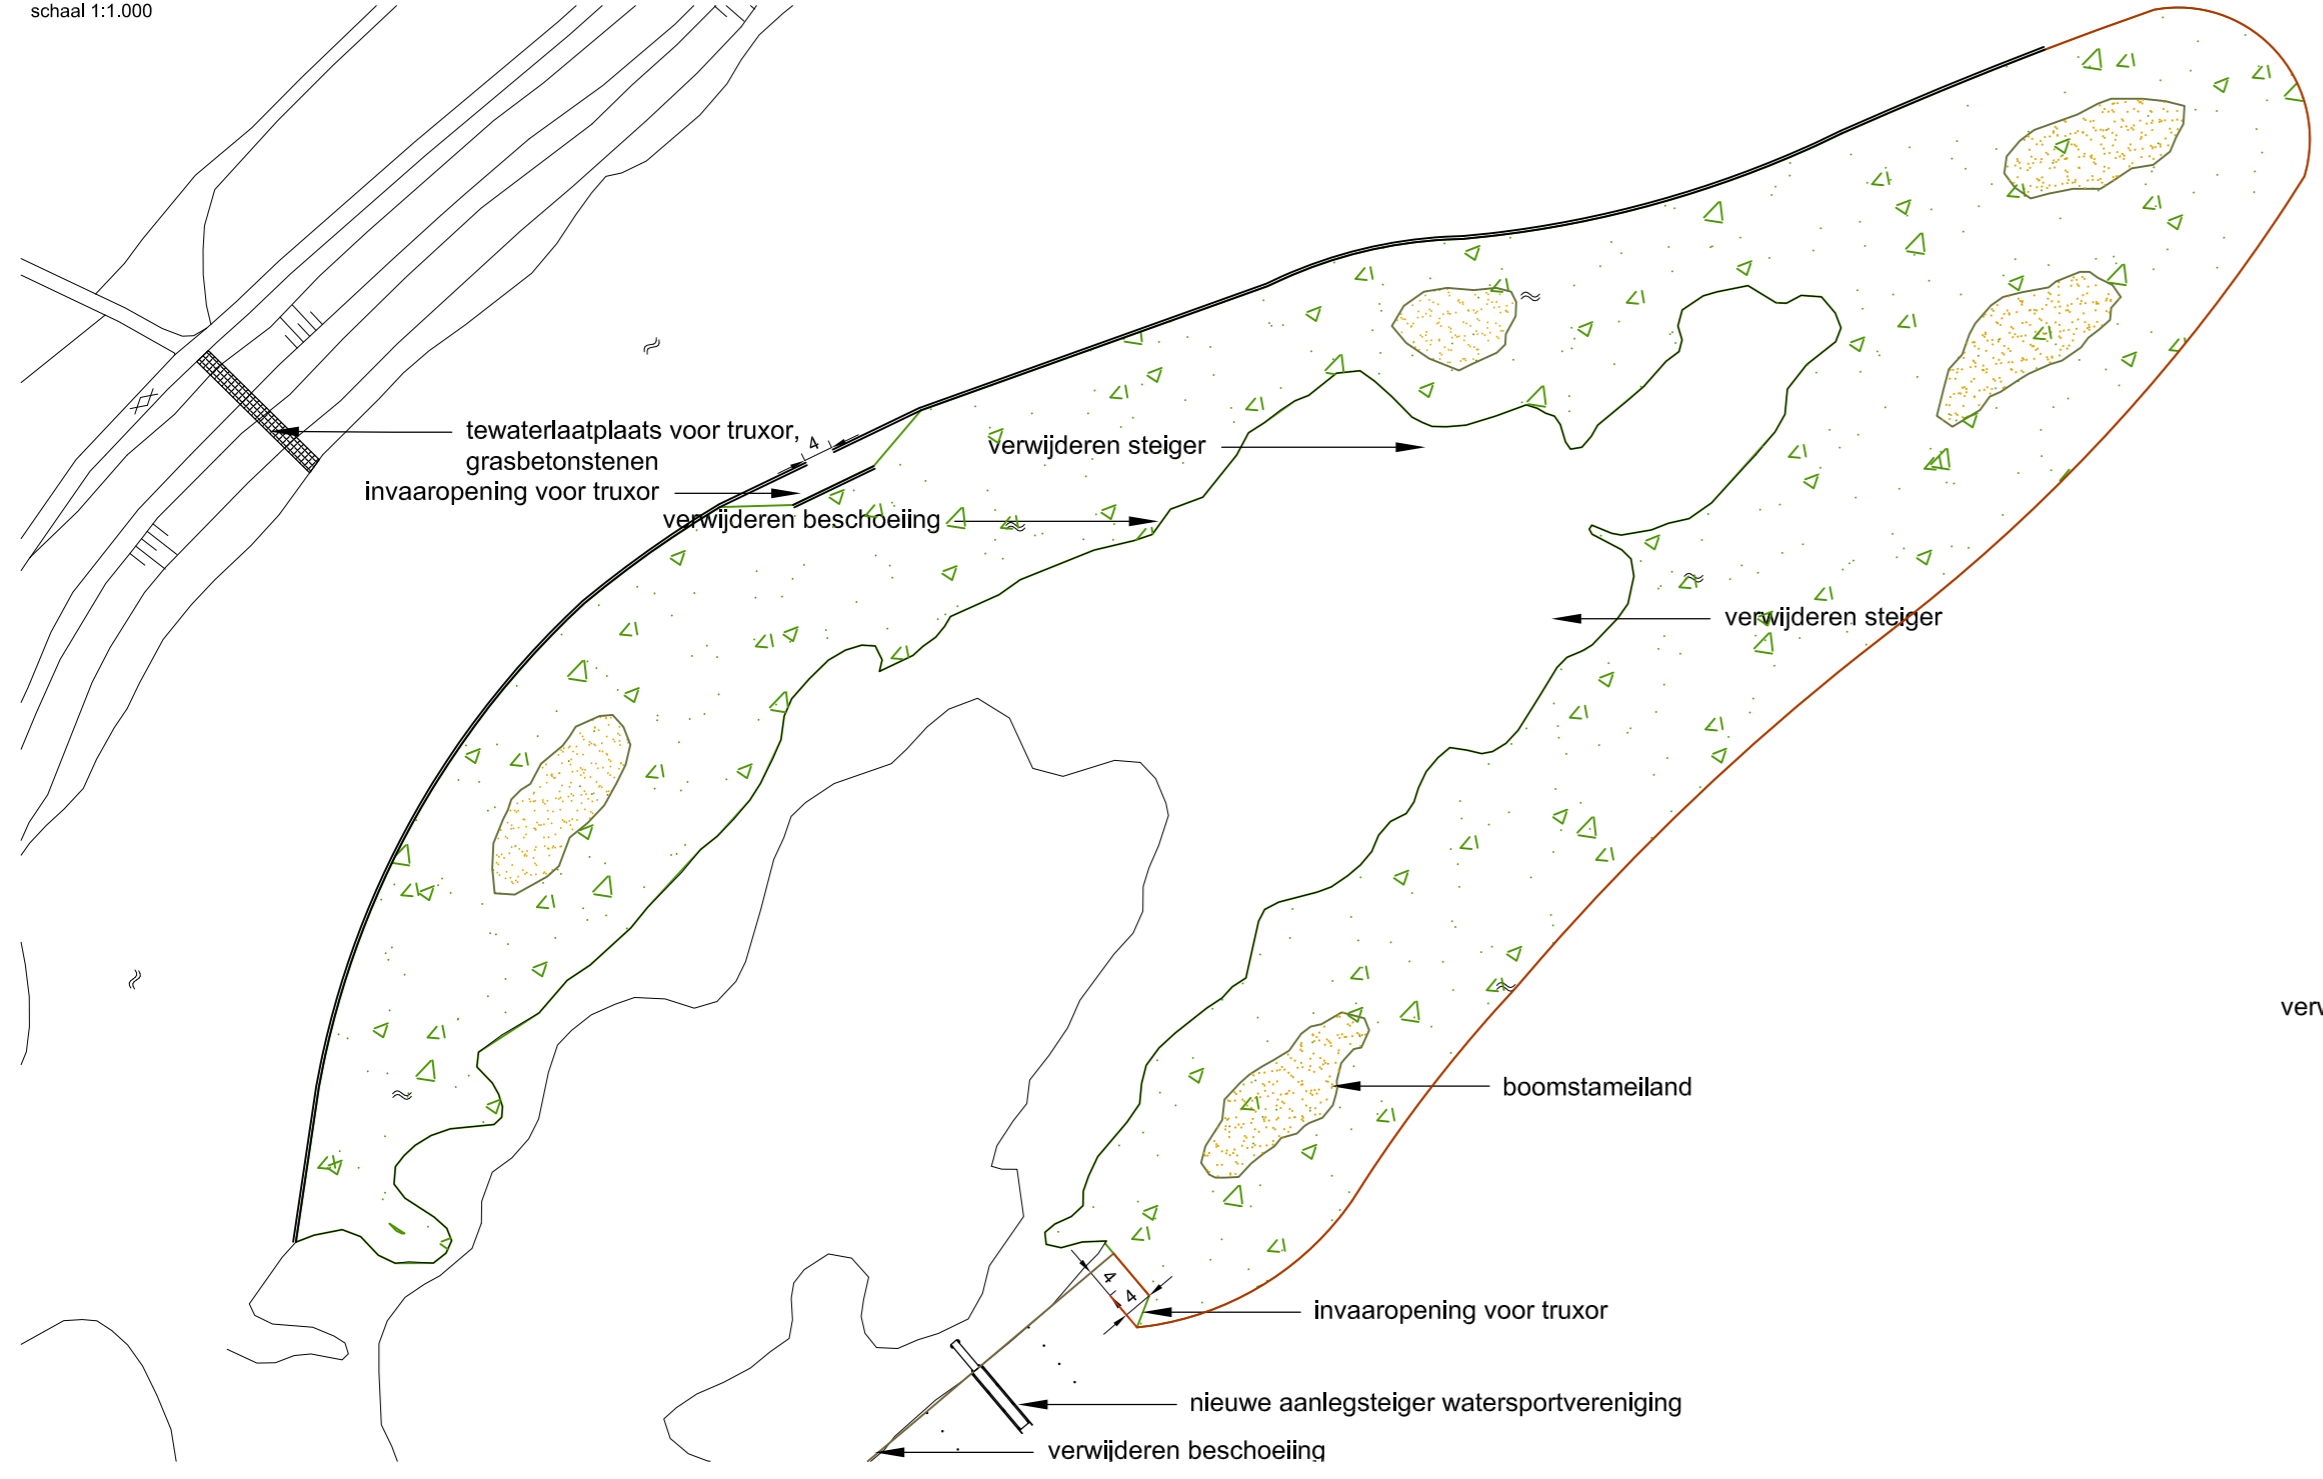 schaal 1:1.000
tewaterlaatplaats voor truxor,
grasbetonstenen
invaaropening voor truxor
4
verwijderen steiger
verwijderen beschoeiing
verwijderen steiger
verw
boomstameiland
4
4
invaaropening voor truxor
nieuwe aanlegsteiger watersportvereniging
verwijderen beschoeiing